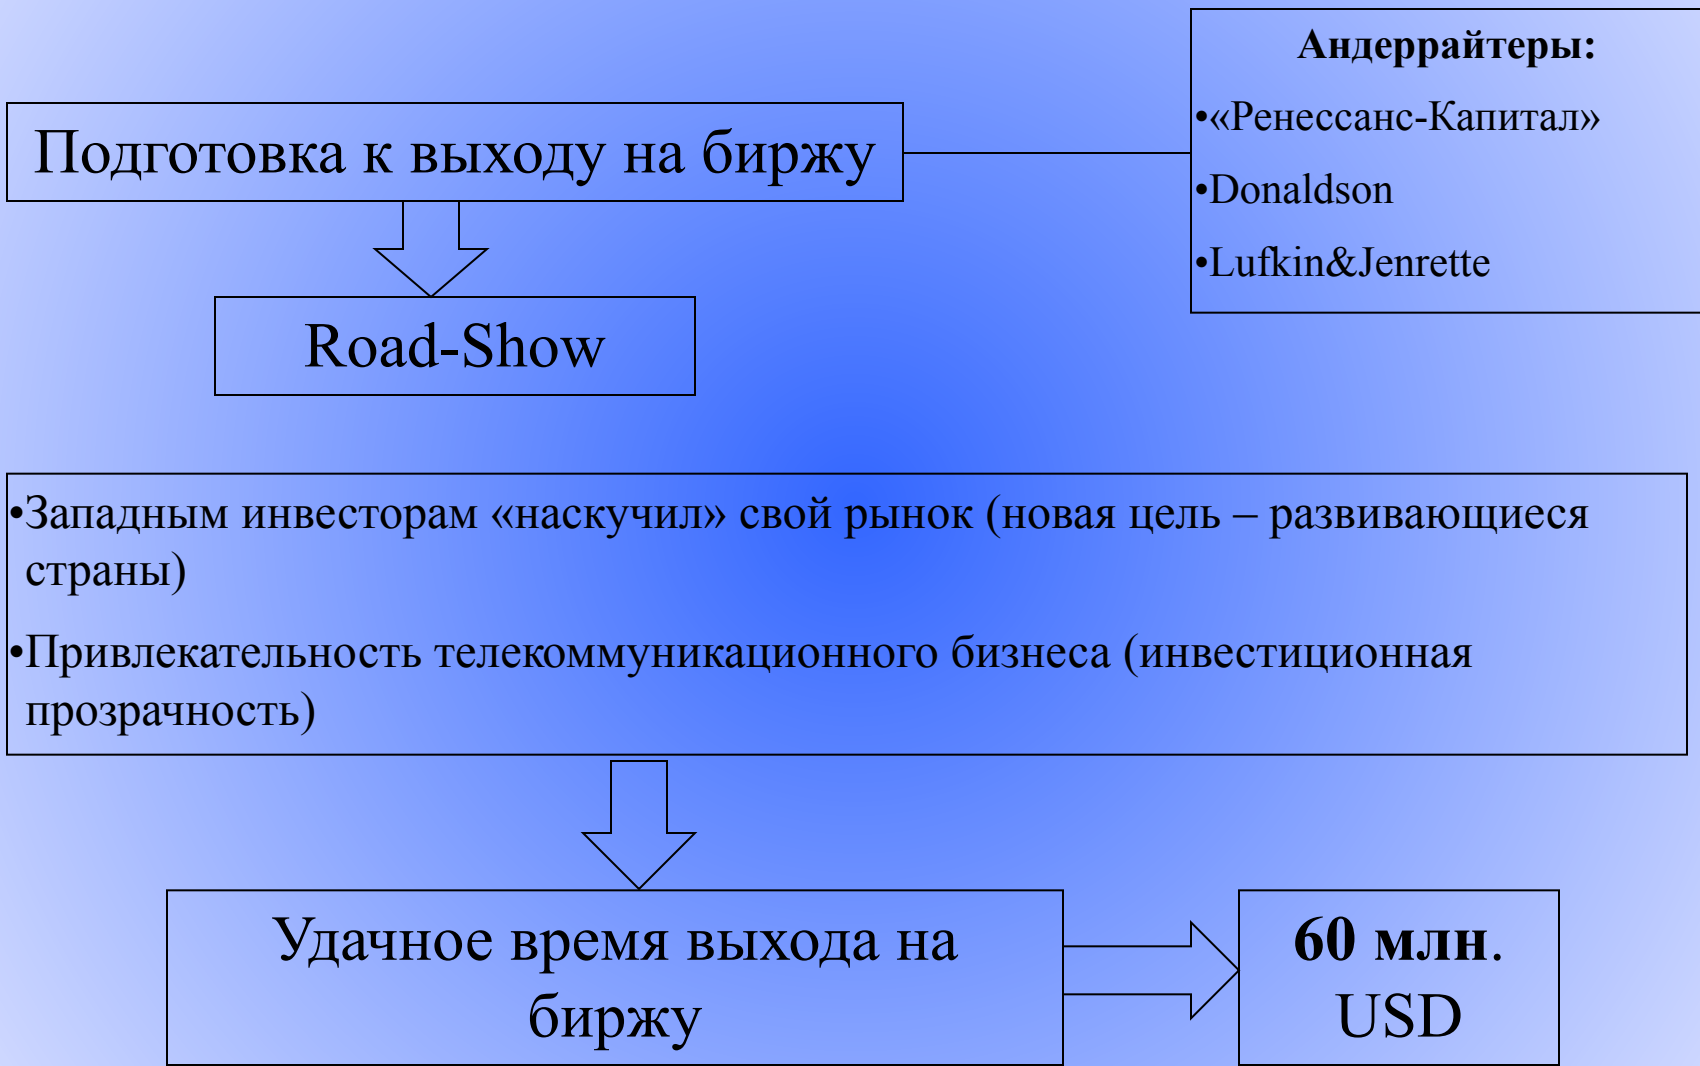 Андеррайтеры:
•«Ренессанс-Капитал»
•Donaldson
•Lufkin&Jenrette
Подготовка к выходу на биржу
Road-Show
•Западным инвесторам «наскучил» свой рынок (новая цель – развивающиеся
страны)
•Привлекательность телекоммуникационного бизнеса (инвестиционная
прозрачность)
Удачное время выхода на
биржу
60 млн.
USD